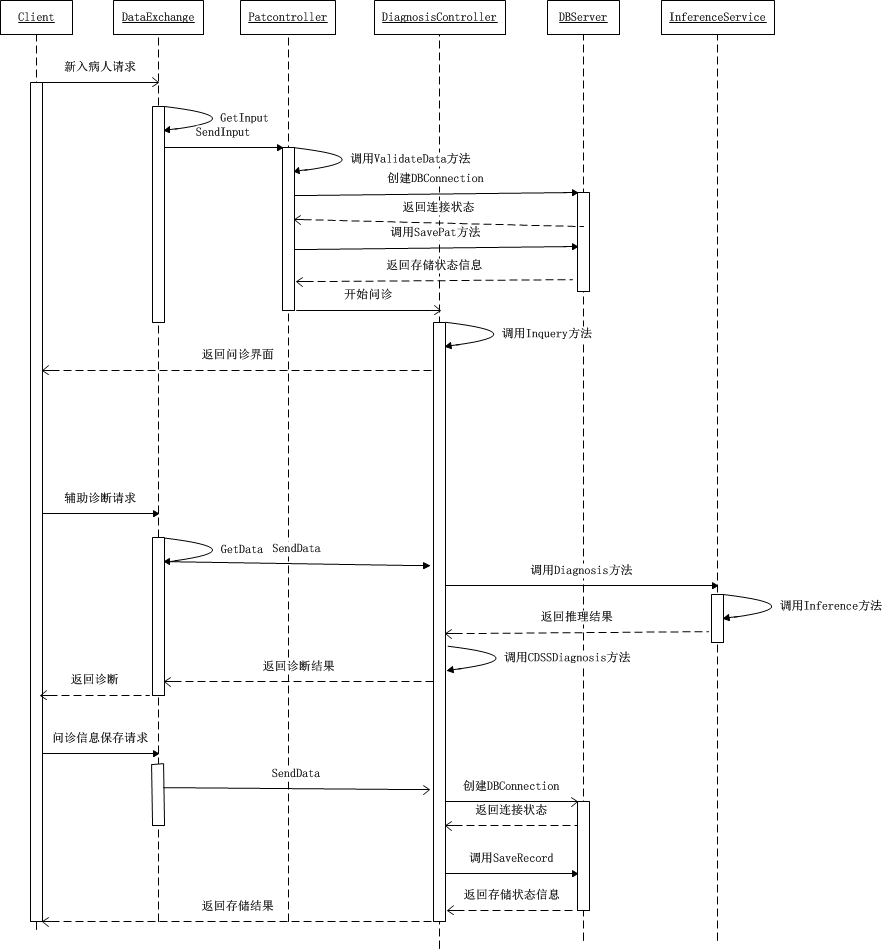 Client
DataExchange
Patcontroller
DiagnosisController
DBServer
InferenceService
新入病人请求
GetInput
SendInput
调用ValidateData方法
创建DBConnection
返回连接状态
调用SavePat方法
返回存储状态信息
开始问诊
调用Inquery方法
返回问诊界面
辅助诊断请求
GetData
SendData
调用Diagnosis方法
调用Inference方法
返回推理结果
调用CDSSDiagnosis方法
返回诊断结果
返回诊断
问诊信息保存请求
SendData
创建DBConnection
返回连接状态
调用SaveRecord
返回存储状态信息
返回存储结果